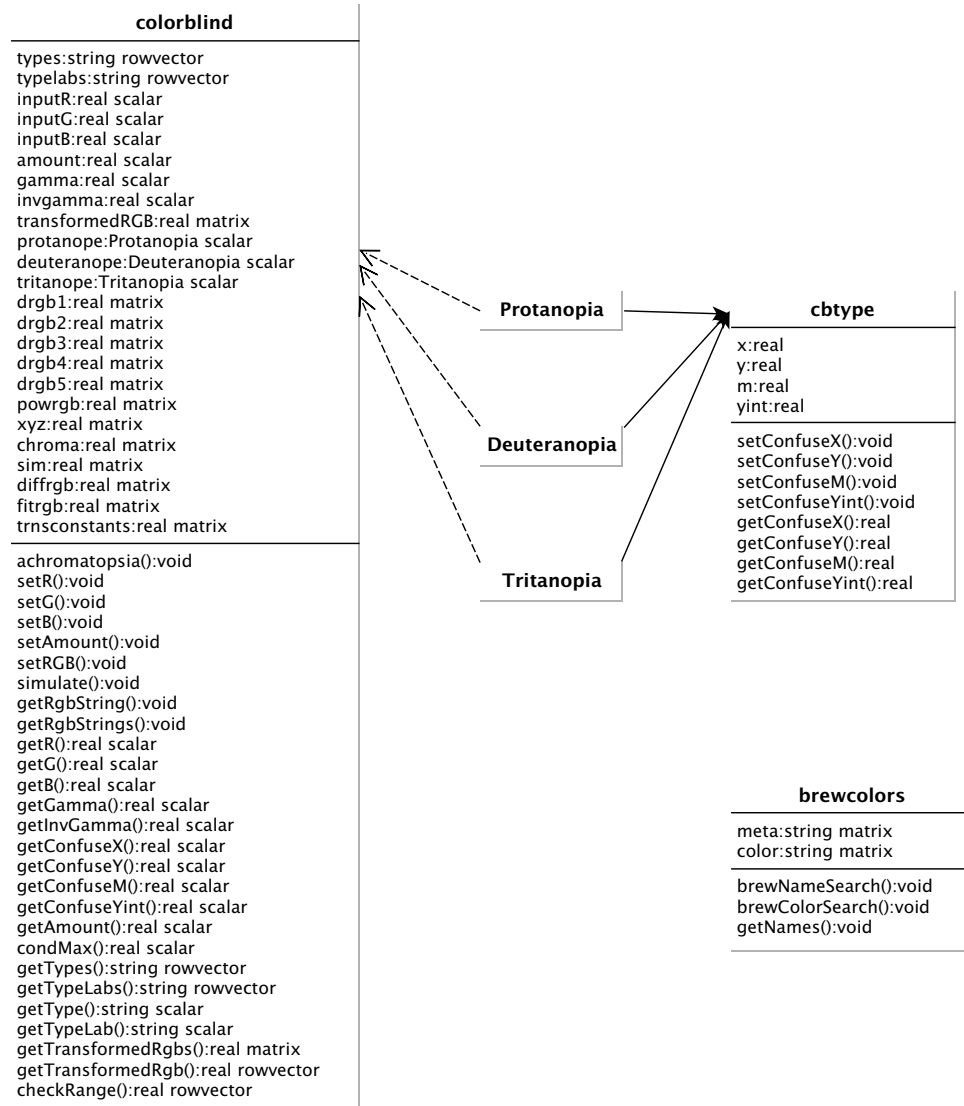 colorblind
types:string rowvector
typelabs:string rowvector
inputR:real scalar
inputG:real scalar
inputB:real scalar
amount:real scalar
gamma:real scalar
invgamma:real scalar
transformedRGB:real matrix
protanope:Protanopia scalar
deuteranope:Deuteranopia scalar
tritanope:Tritanopia scalar
drgb1:real matrix
drgb2:real matrix
drgb3:real matrix
drgb4:real matrix
drgb5:real matrix
powrgb:real matrix
xyz:real matrix
chroma:real matrix
sim:real matrix
diffrgb:real matrix
fitrgb:real matrix
trnsconstants:real matrix
achromatopsia():void
setR():void
setG():void
setB():void
setAmount():void
setRGB():void
simulate():void
getRgbString():void
getRgbStrings():void
getR():real scalar
getG():real scalar
getB():real scalar
getGamma():real scalar
getInvGamma():real scalar
getConfuseX():real scalar
getConfuseY():real scalar
getConfuseM():real scalar
getConfuseYint():real scalar
getAmount():real scalar
condMax():real scalar
getTypes():string rowvector
getTypeLabs():string rowvector
getType():string scalar
getTypeLab():string scalar
getTransformedRgbs():real matrix
getTransformedRgb():real rowvector
checkRange():real rowvector
Protanopia
Deuteranopia
Tritanopia
cbtype
x:real
y:real
m:real
yint:real
setConfuseX():void
setConfuseY():void
setConfuseM():void
setConfuseYint():void
getConfuseX():real
getConfuseY():real
getConfuseM():real
getConfuseYint():real
brewcolors
meta:string matrix
color:string matrix
brewNameSearch():void
brewColorSearch():void
getNames():void